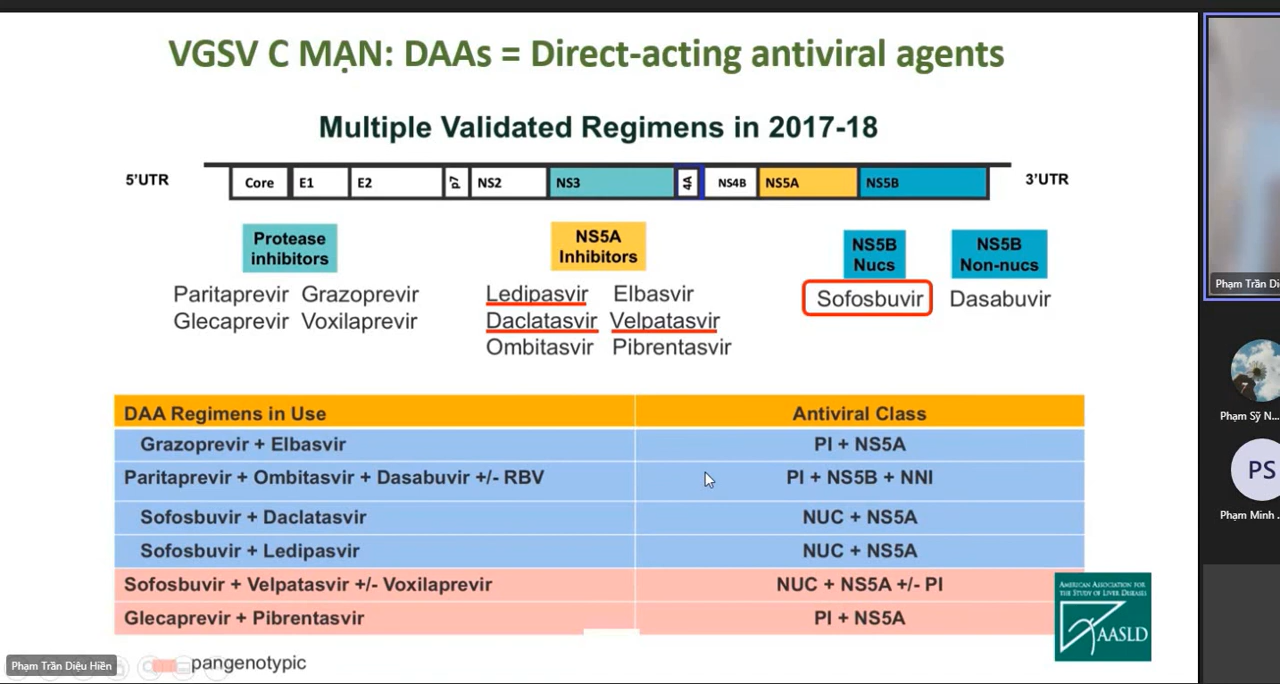 VGSV C MẠN: DAAs = Direct-acting antiviral agents
Multiple Validated Regimens in 2017-18
5'UTR Core E1 E2 p7 NS2 NS3 4A NS4B NS5A NS5B 3'UTR
Protease inhibitors
Paritaprevir Grazoprevir
Glecaprevir Voxilaprevir
NS5A Inhibitors
Ledipasvir Elbasvir
Daclatasvir Velpatasvir
Ombitasvir Pibrentasvir
NS5B Nucs
Sofosbuvir
NS5B Non-nucs
Dasabuvir
DAA Regimens in Use Antiviral Class
Grazoprevir + Elbasvir PI + NS5A
Paritaprevir + Ombitasvir + Dasabuvir +/- RBV PI + NS5B + NNI
Sofosbuvir + Daclatasvir NUC + NS5A
Sofosbuvir + Ledipasvir NUC + NS5A
Sofosbuvir + Velpatasvir +/- Voxilaprevir NUC + NS5A +/- PI
Glecaprevir + Pibrentasvir PI + NS5A
pangenotypic
AMERICAN ASSOCIATION FOR
THE STUDY OF LIVER DISEASES
AASLD
Phạm Trần Diệu Hiền
Phạm Trần Di
Phạm Sỹ N...
PS
Phạm Minh ...